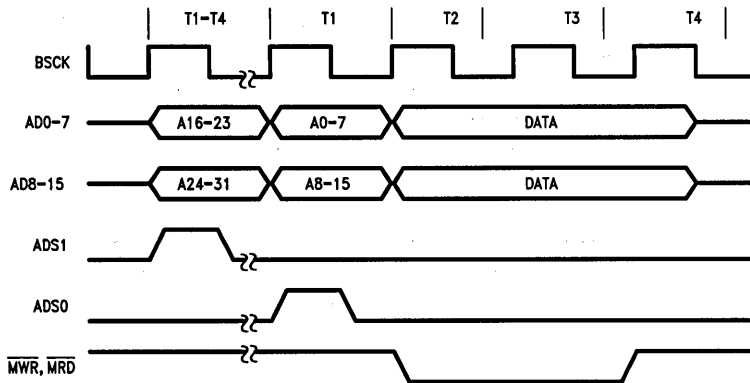 T1-T4 T1 T2 T3 T4
BSCK
AD0-7 A16-23 A0-7 DATA
AD8-15 A24-31 A8-15 DATA
ADS1
ADS0
MWR, MRD